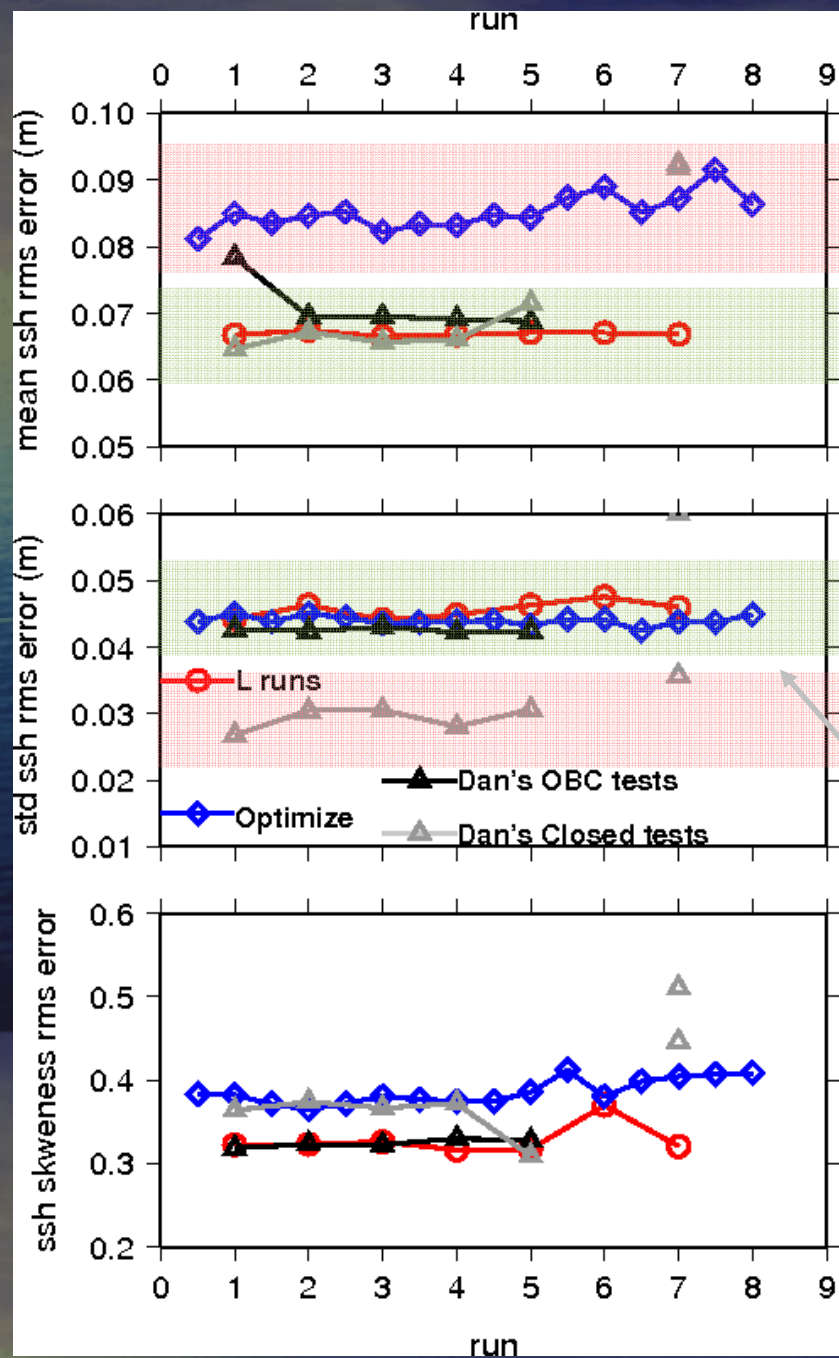 run
0 1 2 3 4 5 6 7 8 9
mean ssh rms error (m)
0.10
0.09
0.08
0.07
0.06
0.05
std ssh rms error (m)
0.06
0.05
0.04
0.03
0.02
0.01
L runs
Optimize
Dan's OBC tests
Dan's Closed tests
ssh skweness rms error
0.6
0.5
0.4
0.3
0.2
0 1 2 3 4 5 6 7 8 9
run